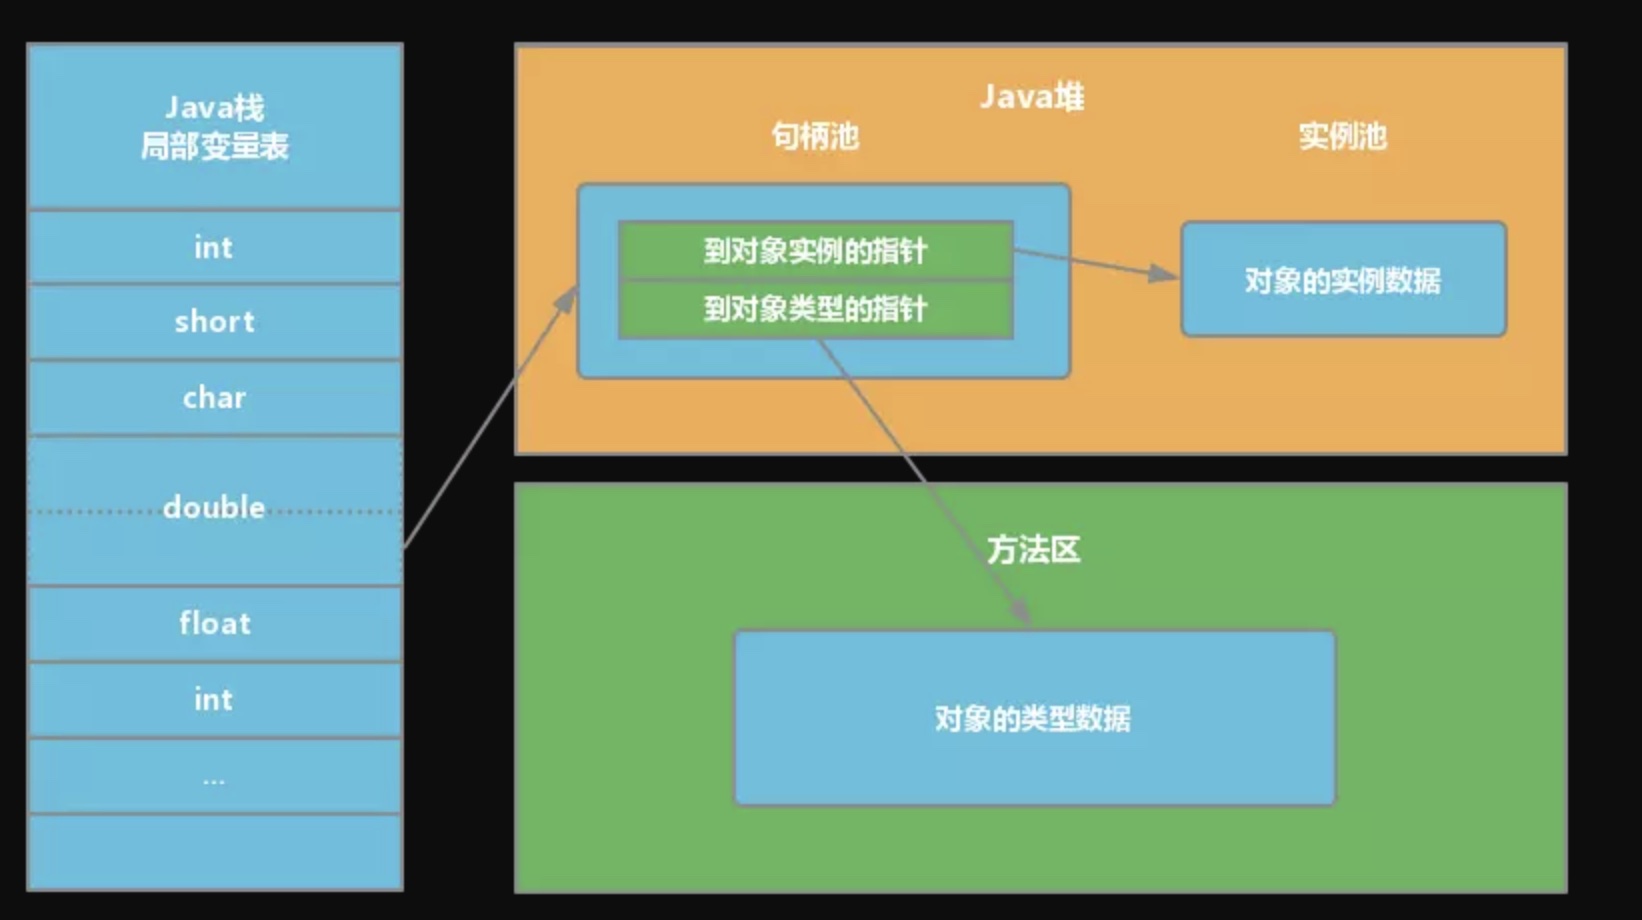 Java栈
局部变量表
int
short
char
double
float
int
...
Java堆
句柄池
实例池
到对象实例的指针
到对象类型的指针
对象的实例数据
方法区
对象的类型数据